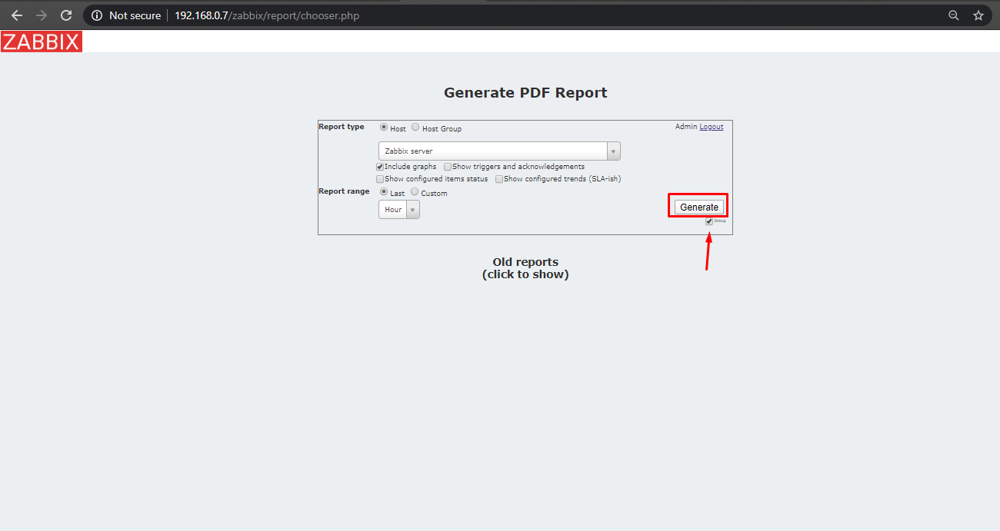 Not secure 192.168.0.7/zabbix/report/chooser.php
ZABBIX
Generate PDF Report
Report type Host Host Group Admin Logout
Zabbix server
Include graphs Show triggers and acknowledgements
Show configured items status Show configured trends (SLA-ish)
Report range Last Custom
Hour Generate
Debug
Old reports
(click to show)